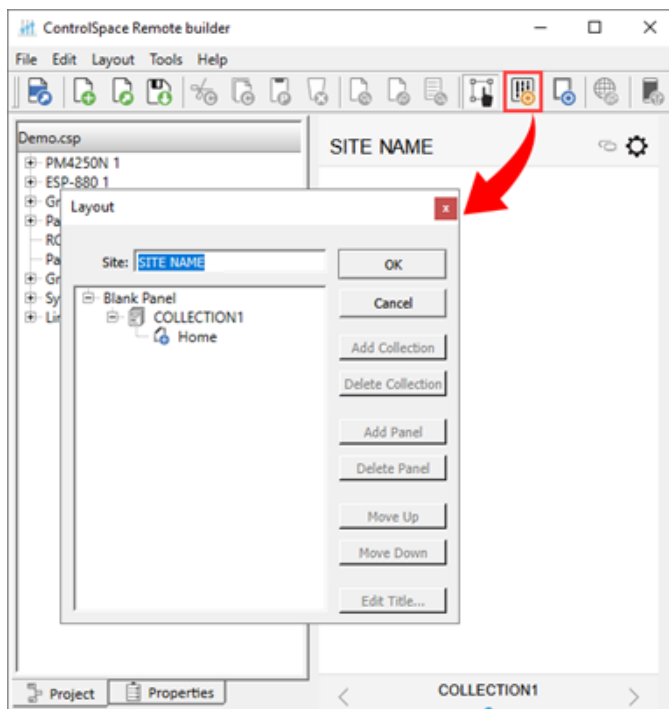 ControlSpace Remote builder
File Edit Layout Tools Help
Demo.csp
PM4250N 1
ESP-880 1
Gr
Pa
RC
Pa
Gr
Sy
Lin
SITE NAME
Layout
Site: SITE NAME
Blank Panel
COLLECTION1
Home
OK
Cancel
Add Collection
Delete Collection
Add Panel
Delete Panel
Move Up
Move Down
Edit Title...
Project Properties
COLLECTION1